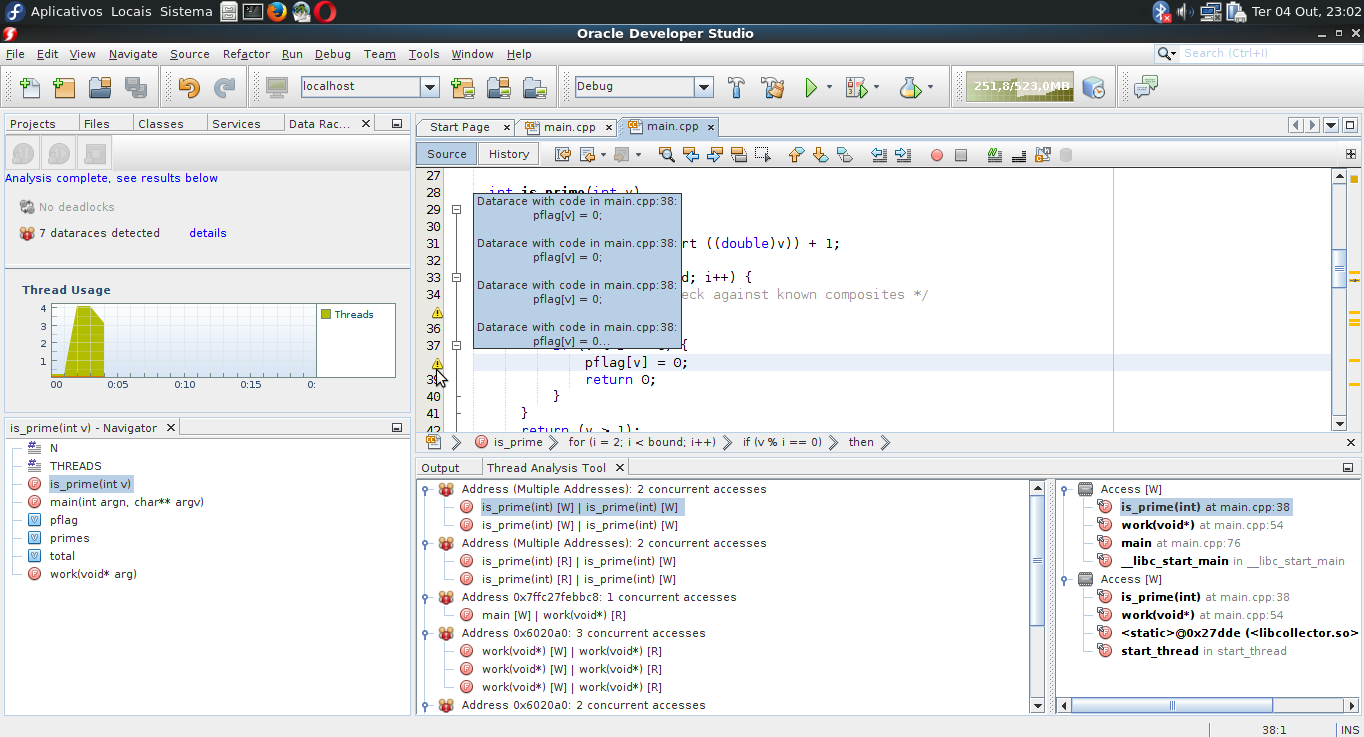 Aplicativos Locais Sistema
Ter 04 Out, 23:02
Oracle Developer Studio
File Edit View Navigate Source Refactor Run Debug Team Tools Window Help
Search (Ctrl+I)
localhost
Debug
251,8/523,0MB
Projects Files Classes Services Data Rac...
Analysis complete, see results below
No deadlocks
7 dataraces detected details
Thread Usage
4
3
2
1
00 0:05 0:10 0:15 0:
Threads
is_prime(int v) - Navigator
N
THREADS
is_prime(int v)
main(int argn, char** argv)
pflag
primes
total
work(void* arg)
Start Page main.cpp main.cpp
Source History
27
28 int is_prime(int v)
29
30
31 rt ((double)v)) + 1;
32
33 d; i++) {
34 eck against known composites */
36
37 {
pflag[v] = 0;
39 return 0;
40 }
41 }
42 return (v > 1);
Datarace with code in main.cpp:38:
pflag[v] = 0;
Datarace with code in main.cpp:38:
pflag[v] = 0;
Datarace with code in main.cpp:38:
pflag[v] = 0;
Datarace with code in main.cpp:38:
pflag[v] = 0...
is_prime for (i = 2; i < bound; i++) if (v % i == 0) then
Output Thread Analysis Tool
Address (Multiple Addresses): 2 concurrent accesses
is_prime(int) [W] | is_prime(int) [W]
is_prime(int) [W] | is_prime(int) [W]
Address (Multiple Addresses): 2 concurrent accesses
is_prime(int) [R] | is_prime(int) [W]
is_prime(int) [R] | is_prime(int) [W]
Address 0x7ffc27febbc8: 1 concurrent accesses
main [W] | work(void*) [R]
Address 0x6020a0: 3 concurrent accesses
work(void*) [W] | work(void*) [R]
work(void*) [W] | work(void*) [R]
work(void*) [W] | work(void*) [R]
Address 0x6020a0: 2 concurrent accesses
Access [W]
is_prime(int) at main.cpp:38
work(void*) at main.cpp:54
main at main.cpp:76
__libc_start_main in __libc_start_main
Access [W]
is_prime(int) at main.cpp:38
work(void*) at main.cpp:54
<static>@0x27dde (<libcollector.so>
start_thread in start_thread
38:1 INS